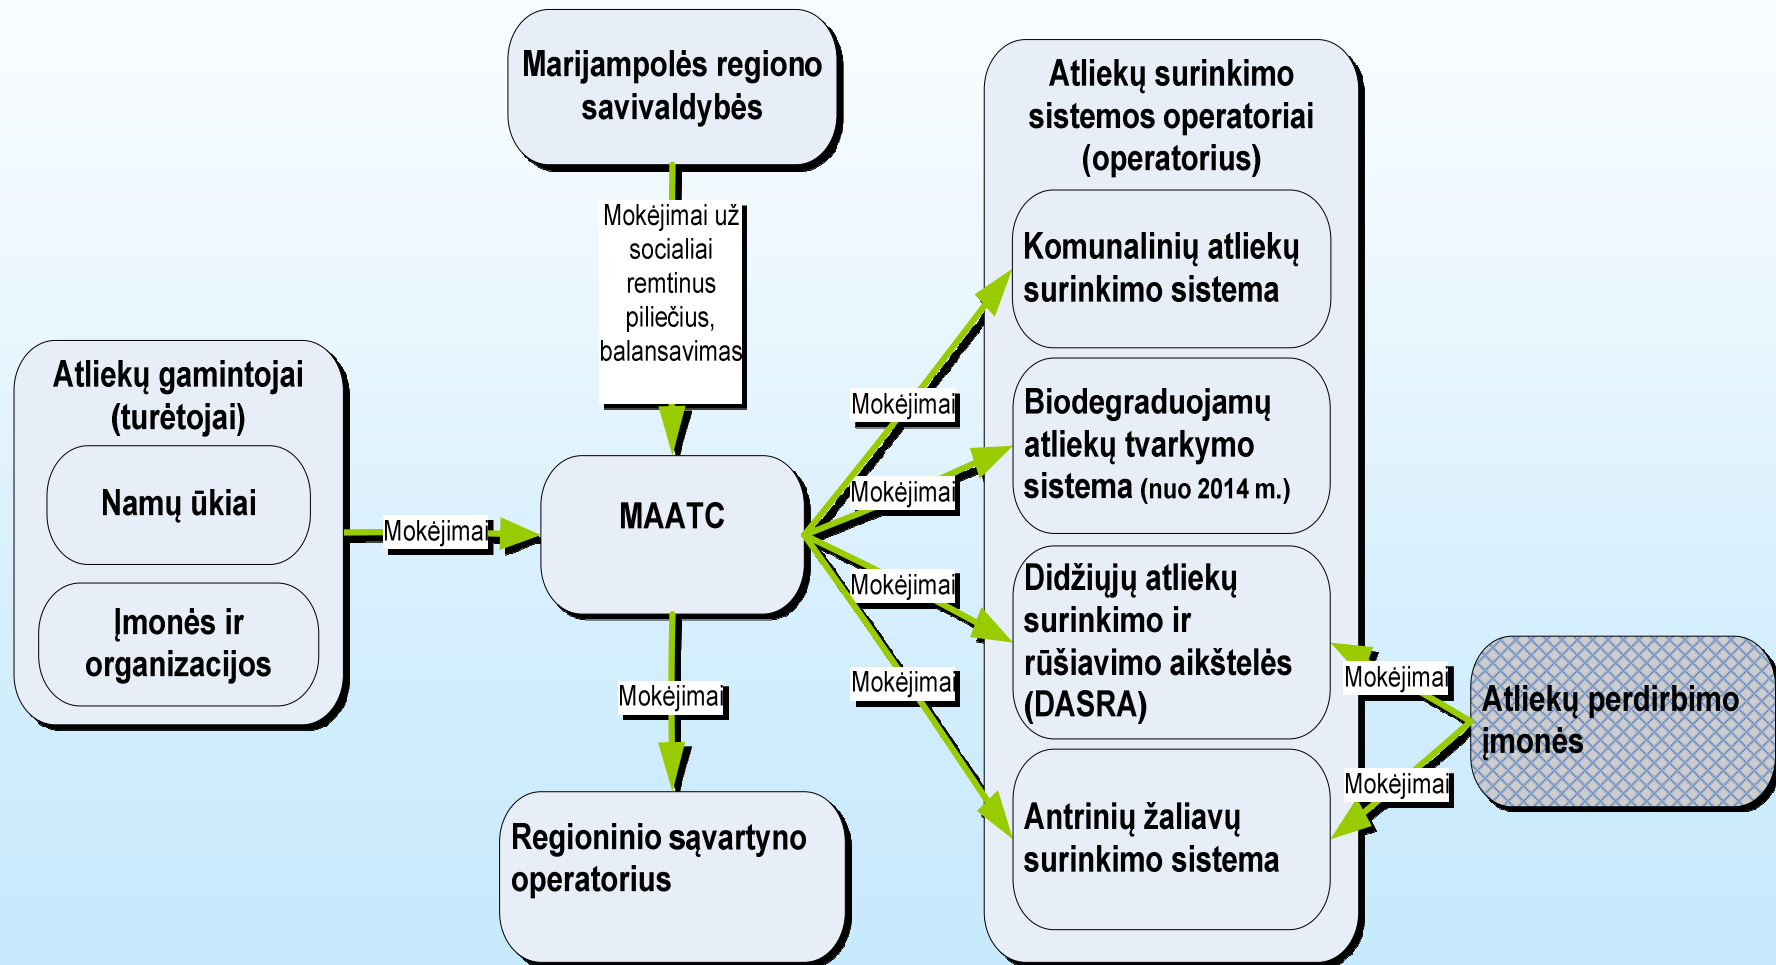 Marijampolės regiono
savivaldybės
Mokėjimai už
socialiai
remtinus
piliečius,
balansavimas
Atliekų gamintojai
(turėtojai)
Namų ūkiai
Įmonės ir
organizacijos
Mokėjimai
MAATC
Mokėjimai
Regioninio sąvartyno
operatorius
Mokėjimai
Mokėjimai
Mokėjimai
Mokėjimai
Atliekų surinkimo
sistemos operatoriai
(operatorius)
Komunalinių atliekų
surinkimo sistema
Biodegraduojamų
atliekų tvarkymo
sistema (nuo 2014 m.)
Didžiųjų atliekų
surinkimo ir
rūšiavimo aikštelės
(DASRA)
Antrinių žaliavų
surinkimo sistema
Mokėjimai
Mokėjimai
Atliekų perdirbimo
įmonės